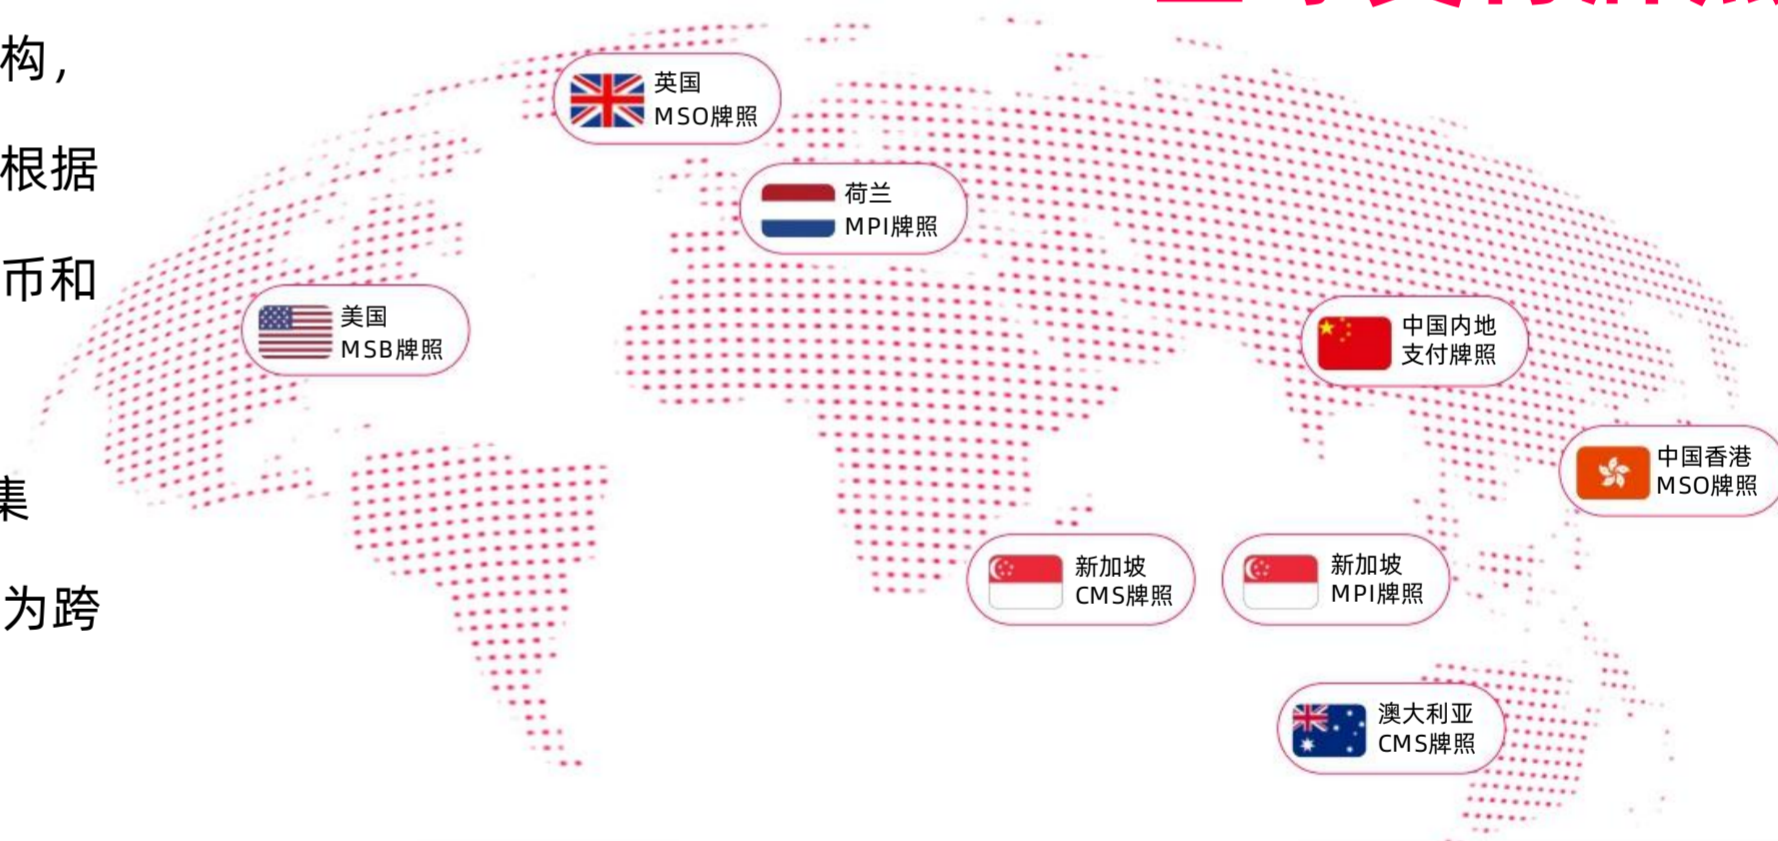 构，
根据
币和
集
为跨
英国
MSO牌照
荷兰
MPI牌照
美国
MSB牌照
中国内地
支付牌照
中国香港
MSO牌照
新加坡
CMS牌照
新加坡
MPI牌照
澳大利亚
CMS牌照